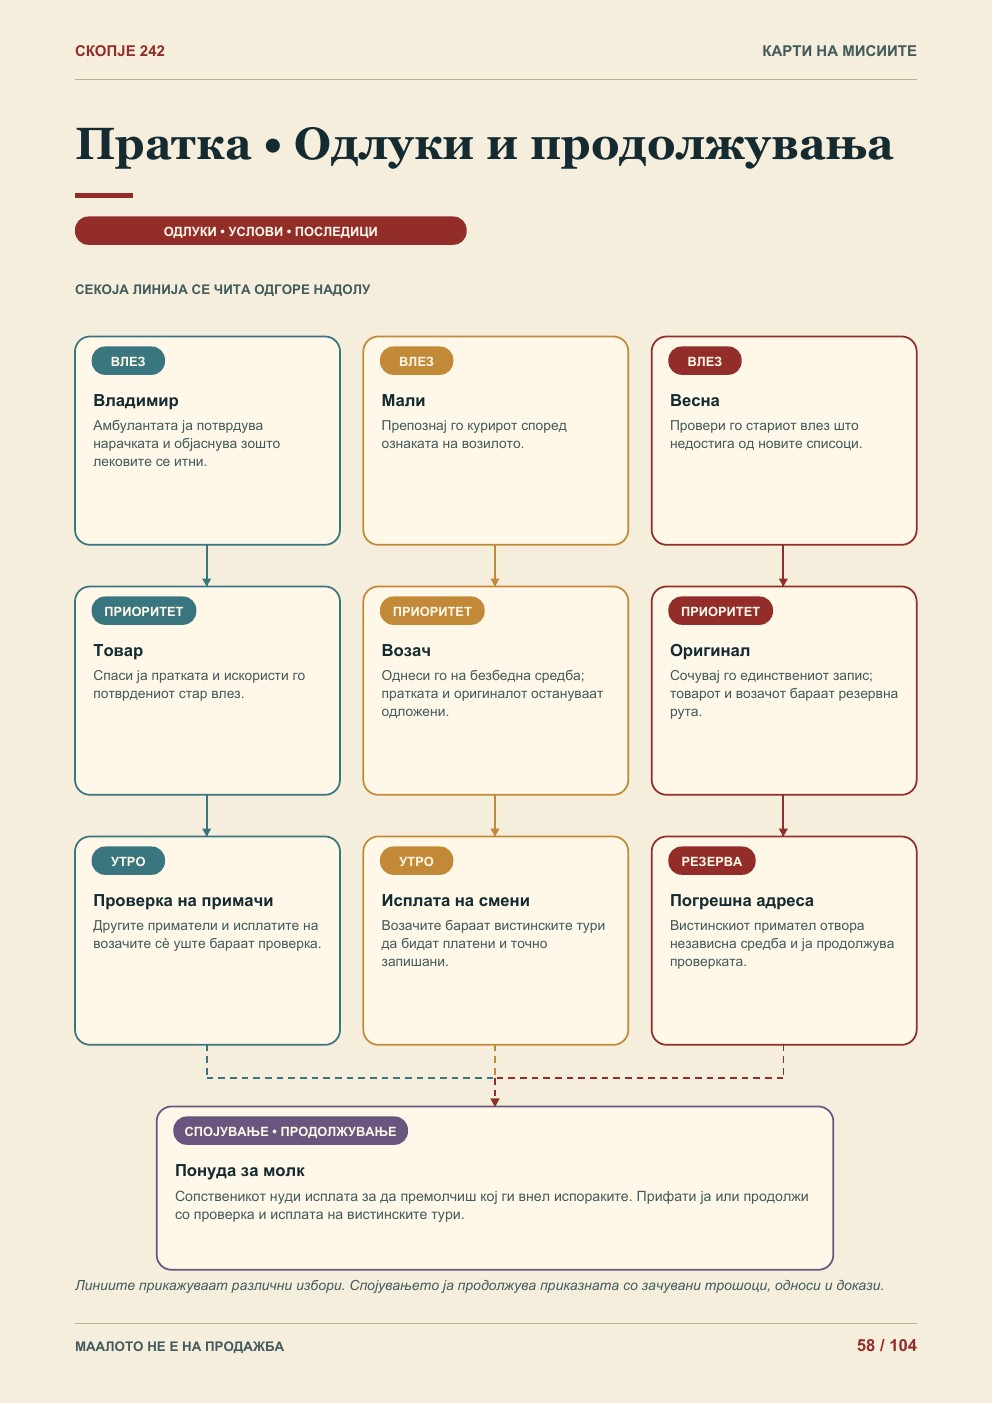 СКОПЈЕ 242
КАРТИ НА МИСИИТЕ
Пратка • Одлуки и продолжувања
ОДЛУКИ • УСЛОВИ • ПОСЛЕДИЦИ
СЕКОЈА ЛИНИЈА СЕ ЧИТА ОДГОРЕ НАДОЛУ
ВЛЕЗ
Владимир
Амбулантата ја потврдува
нарачката и објаснува зошто
лековите се итни.
ВЛЕЗ
Мали
Препознај го курирот според
ознаката на возилото.
ВЛЕЗ
Весна
Провери го стариот влез што
недостига од новите списоци.
ПРИОРИТЕТ
Товар
Спаси ја пратката и искористи го
потврдениот стар влез.
ПРИОРИТЕТ
Возач
Однеси го на безбедна средба;
пратката и оригиналот остануваат
одложени.
ПРИОРИТЕТ
Оригинал
Сочувај го единствениот запис;
товарот и возачот бараат резервна
рута.
УТРО
Проверка на примачи
Другите приматели и исплатите на
возачите сѐ уште бараат проверка.
УТРО
Исплата на смени
Возачите бараат вистинските тури
да бидат платени и точно
запишани.
РЕЗЕРВА
Погрешна адреса
Вистинскиот примател отвора
независна средба и ја продолжува
проверката.
СПОЈУВАЊЕ • ПРОДОЛЖУВАЊЕ
Понуда за молк
Сопственикот нуди исплата за да премолчиш кој ги внел испораките. Прифати ја или продолжи
со проверка и исплата на вистинските тури.
Линиите прикажуваат различни избори. Спојувањето ја продолжува приказната со зачувани трошоци, односи и докази.
МААЛОТО НЕ Е НА ПРОДАЖБА
58 / 104